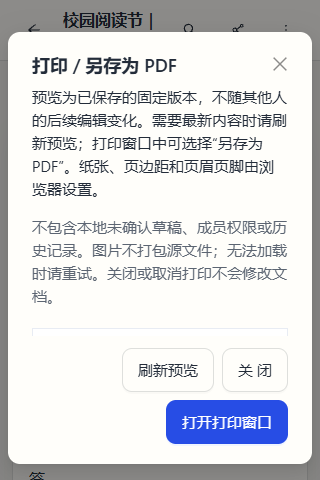 校园阅读节 |
打印 / 另存为 PDF
预览为已保存的固定版本，不随其他人
的后续编辑变化。需要最新内容时请刷
新预览；打印窗口中可选择“另存为
PDF”。纸张、页边距和页眉页脚由浏
览器设置。
不包含本地未确认草稿、成员权限或历
史记录。图片不打包源文件；无法加载
时请重试。关闭或取消打印不会修改文
档。
刷新预览
关 闭
打开打印窗口
答